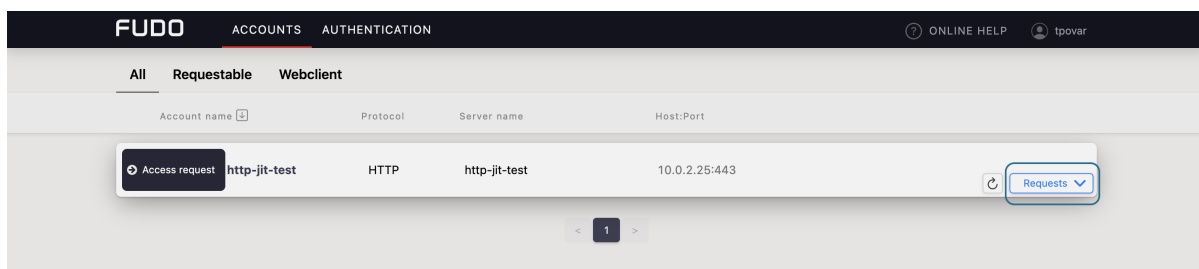 FUDO ACCOUNTS AUTHENTICATION ? ONLINE HELP tpovar
All Requestable Webclient
Account name Protocol Server name Host:Port
Access request http-jit-test HTTP http-jit-test 10.0.2.25:443 Requests
< 1 >